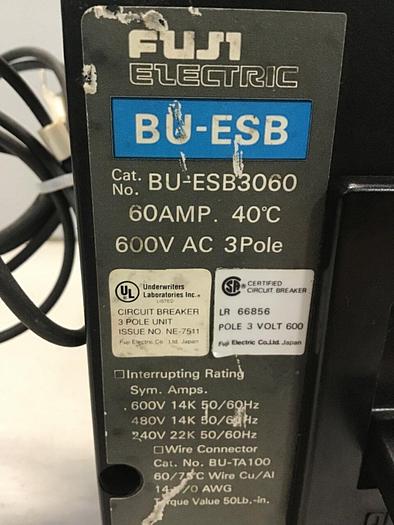 FUJI
ELECTRIC
BU-ESB
Cat. No. BU-ESB3060
60AMP. 40℃
600V AC 3Pole
UL Underwriters Laboratories Inc.®
LISTED
CIRCUIT BREAKER
3 POLE UNIT
ISSUE NO. NE-7511
Fuji Electric Co. Ltd. Japan
CERTIFIED
CIRCUIT BREAKER
LR 66856
POLE 3 VOLT 600
Fuji Electric Co., Ltd. Japan
□Interrupting Rating
Sym. Amps.
600V 14K 50/60Hz
480V 14K 50/60Hz
240V 22K 50/60Hz
□Wire Connector
Cat. No. BU-TA100
60/75℃ Wire Cu/Al
AWG
Torque Value 50Lb.-in.